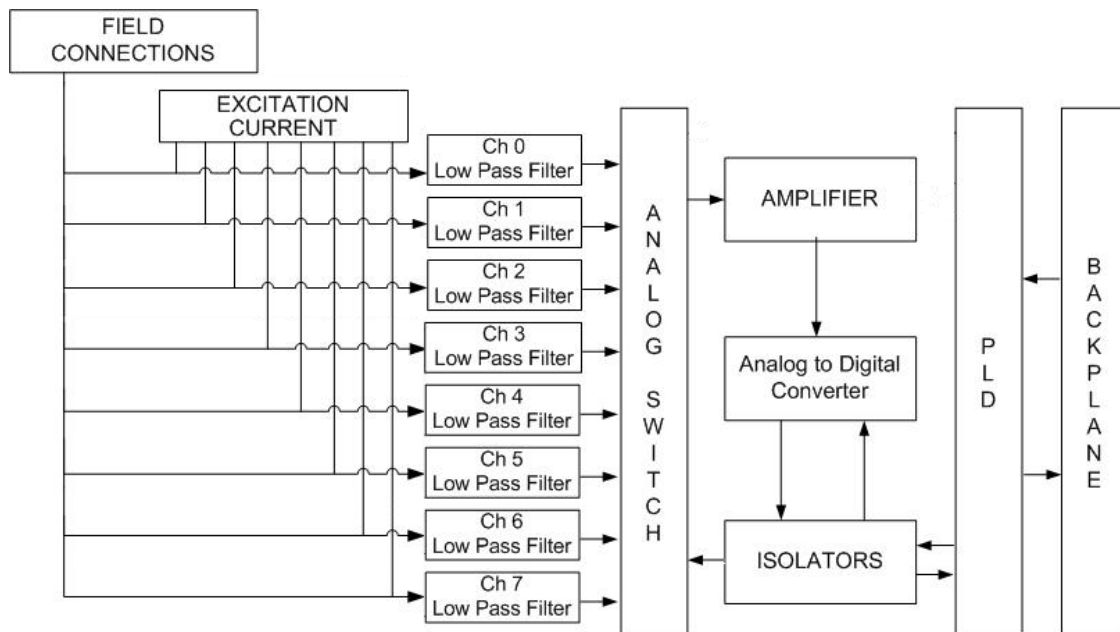 FIELD
CONNECTIONS
EXCITATION
CURRENT
Ch 0
Low Pass Filter
Ch 1
Low Pass Filter
Ch 2
Low Pass Filter
Ch 3
Low Pass Filter
Ch 4
Low Pass Filter
Ch 5
Low Pass Filter
Ch 6
Low Pass Filter
Ch 7
Low Pass Filter
ANALOG SWITCH
AMPLIFIER
Analog to Digital
Converter
ISOLATORS
PLD
BACKPLANE